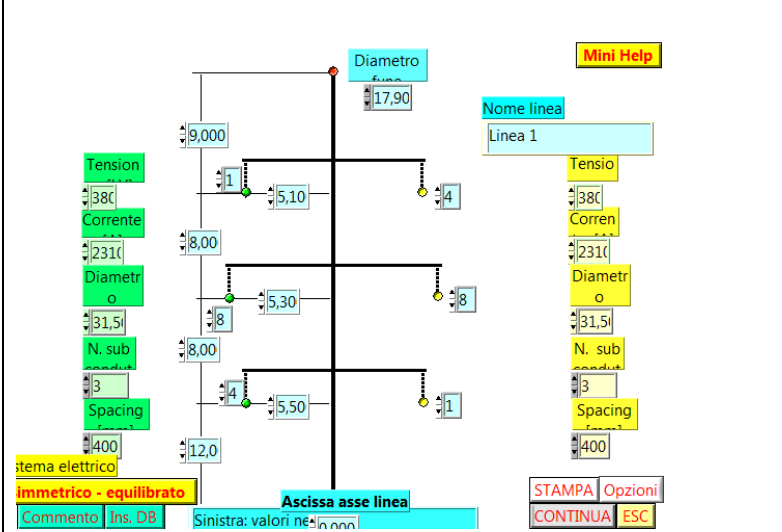 Diametro
fune
17,90
Mini Help
Nome linea
Linea 1
9,000
Tension
380
Corrente
2310
Diametr
o
31,50
N. sub
3
Spacing
[mm]
400
1
5,10
4
8,00
5,30
8
8
8,00
4
5,50
1
12,0
Tensio
Corren
2310
Diametr
o
31,50
N. sub
3
Spacing
[mm]
400
stema elettrico
immetrico - equilibrato
Commento
Ins. DB
Ascissa asse linea
Sinistra: valori ne
0,000
STAMPA
Opzioni
CONTINUA
ESC